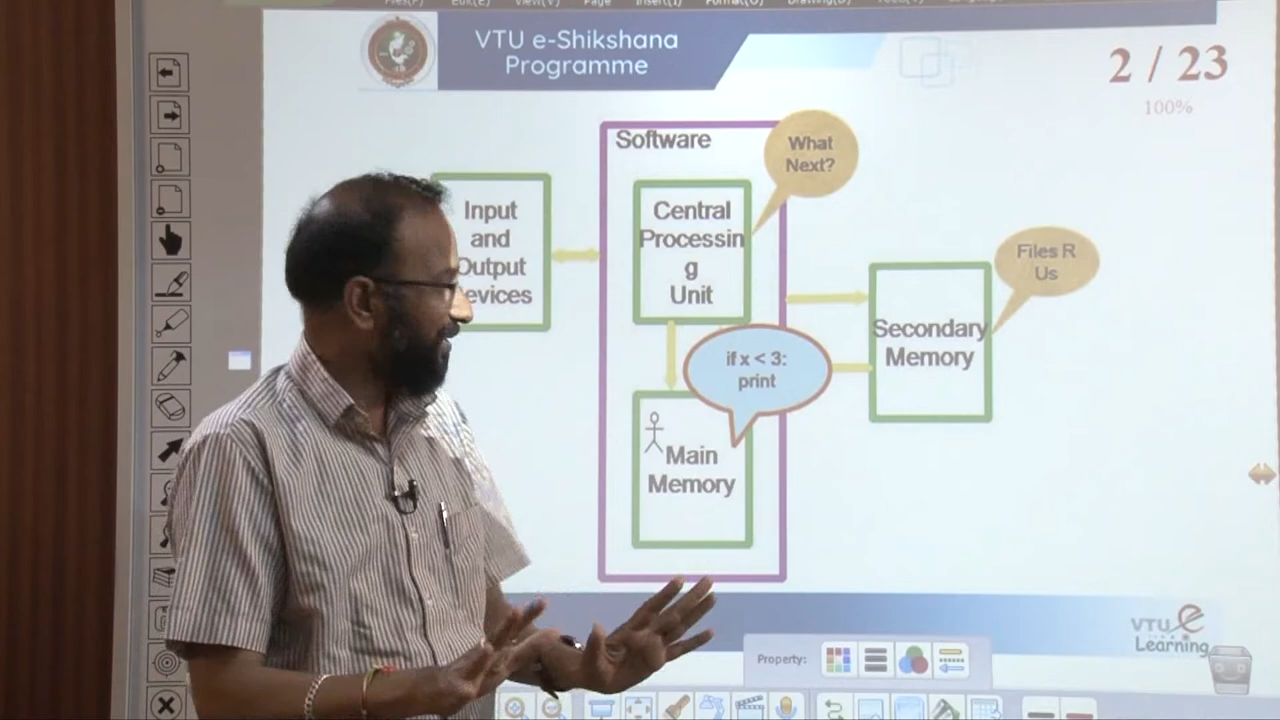 VTU e-Shikshana
Programme
2 / 23
100%
Software
What
Next?
Input
and
Output
evices
Central
Processin
g
Unit
Files R
Us
Secondary
Memory
if x < 3:
print
Main
Memory
VTU e
Learning
Property: